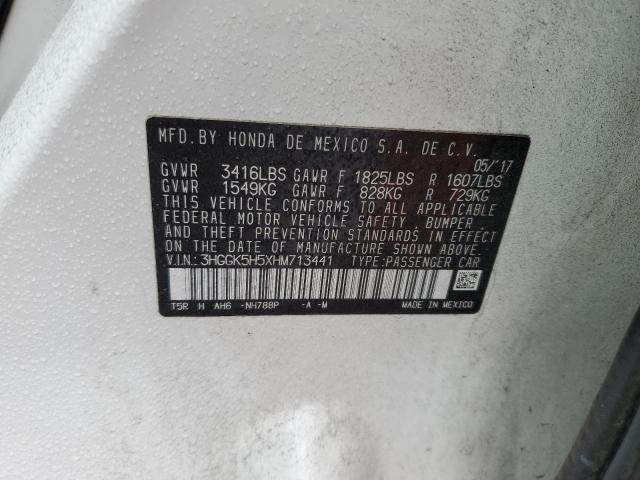 MFD. BY HONDA DE MEXICO S.A. DE C.V.
05/'17
GVWR 3416LBS GAWR F 1825LBS R 1607LBS
GVWR 1549KG GAWR F 828KG R 729KG
THIS VEHICLE CONFORMS TO ALL APPLICABLE
FEDERAL MOTOR VEHICLE SAFETY, BUMPER
AND THEFT PREVENTION STANDARDS IN EFFECT
ON THE DATE OF MANUFACTURE SHOWN ABOVE.
V.I.N.: 3HGGK5H5XHM713441 TYPE: PASSENGER CAR
T5R H AH6 -NH788P -A -M MADE IN MEXICO